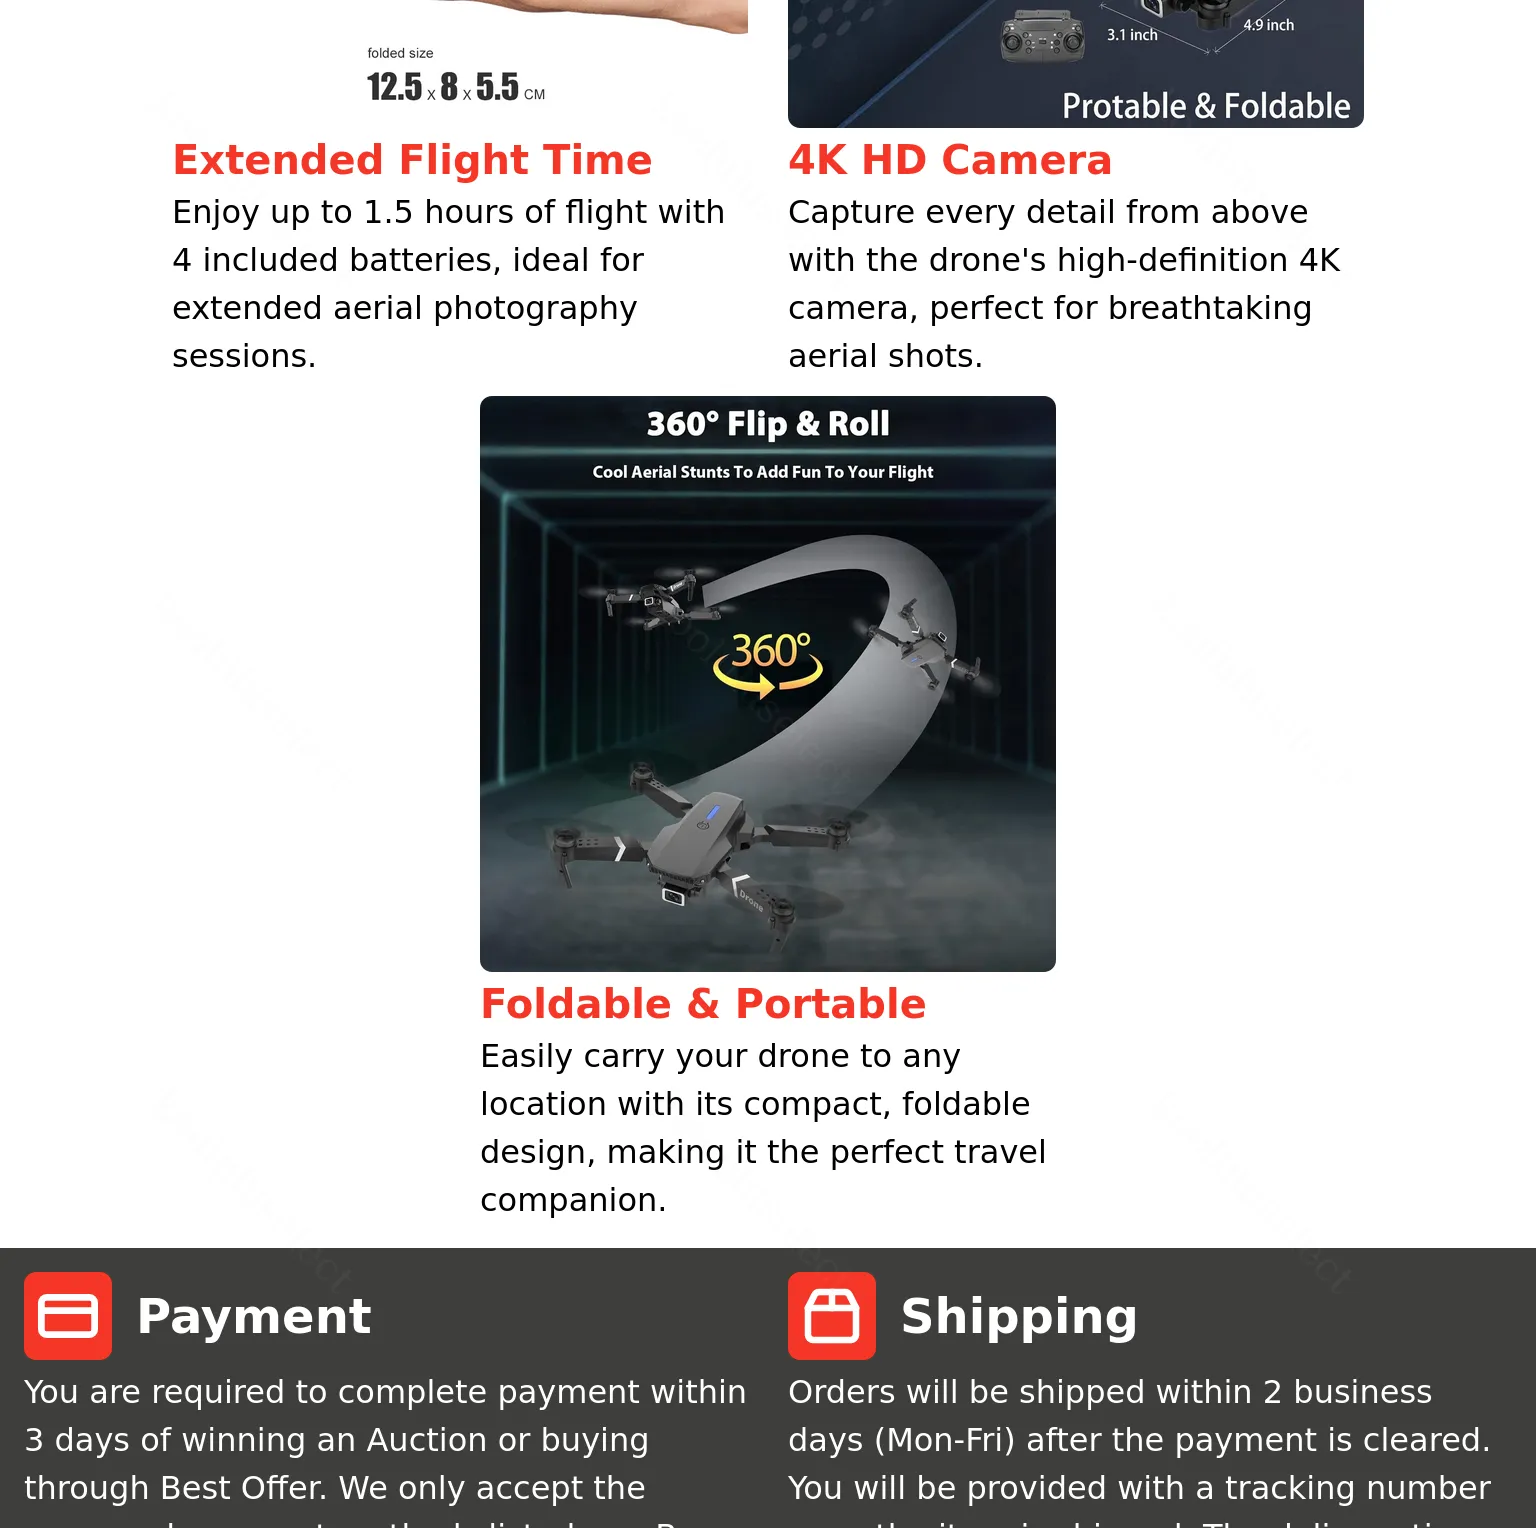 folded size
12.5 x 8 x 5.5 CM
3.1 inch
4.9 inch
Protable & Foldable
Extended Flight Time
Enjoy up to 1.5 hours of flight with
4 included batteries, ideal for
extended aerial photography
sessions.
4K HD Camera
Capture every detail from above
with the drone's high-definition 4K
camera, perfect for breathtaking
aerial shots.
360° Flip & Roll
Cool Aerial Stunts To Add Fun To Your Flight
360°
Drone
Foldable & Portable
Easily carry your drone to any
location with its compact, foldable
design, making it the perfect travel
companion.
Payment
You are required to complete payment within
3 days of winning an Auction or buying
through Best Offer. We only accept the
Shipping
Orders will be shipped within 2 business
days (Mon-Fri) after the payment is cleared.
You will be provided with a tracking number